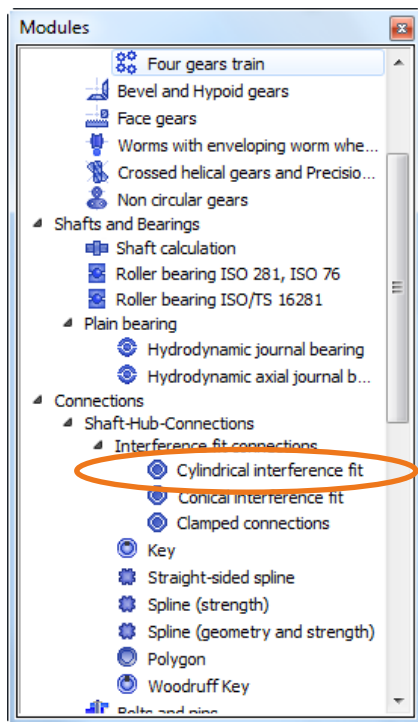 Modules
Four gears train
Bevel and Hypoid gears
Face gears
Worms with enveloping worm whe...
Crossed helical gears and Precisio...
Non circular gears
Shafts and Bearings
Shaft calculation
Roller bearing ISO 281, ISO 76
Roller bearing ISO/TS 16281
Plain bearing
Hydrodynamic journal bearing
Hydrodynamic axial journal b...
Connections
Shaft-Hub-Connections
Interference fit connections
Cylindrical interference fit
Conical interference fit
Clamped connections
Key
Straight-sided spline
Spline (strength)
Spline (geometry and strength)
Polygon
Woodruff Key
Bolts and pins